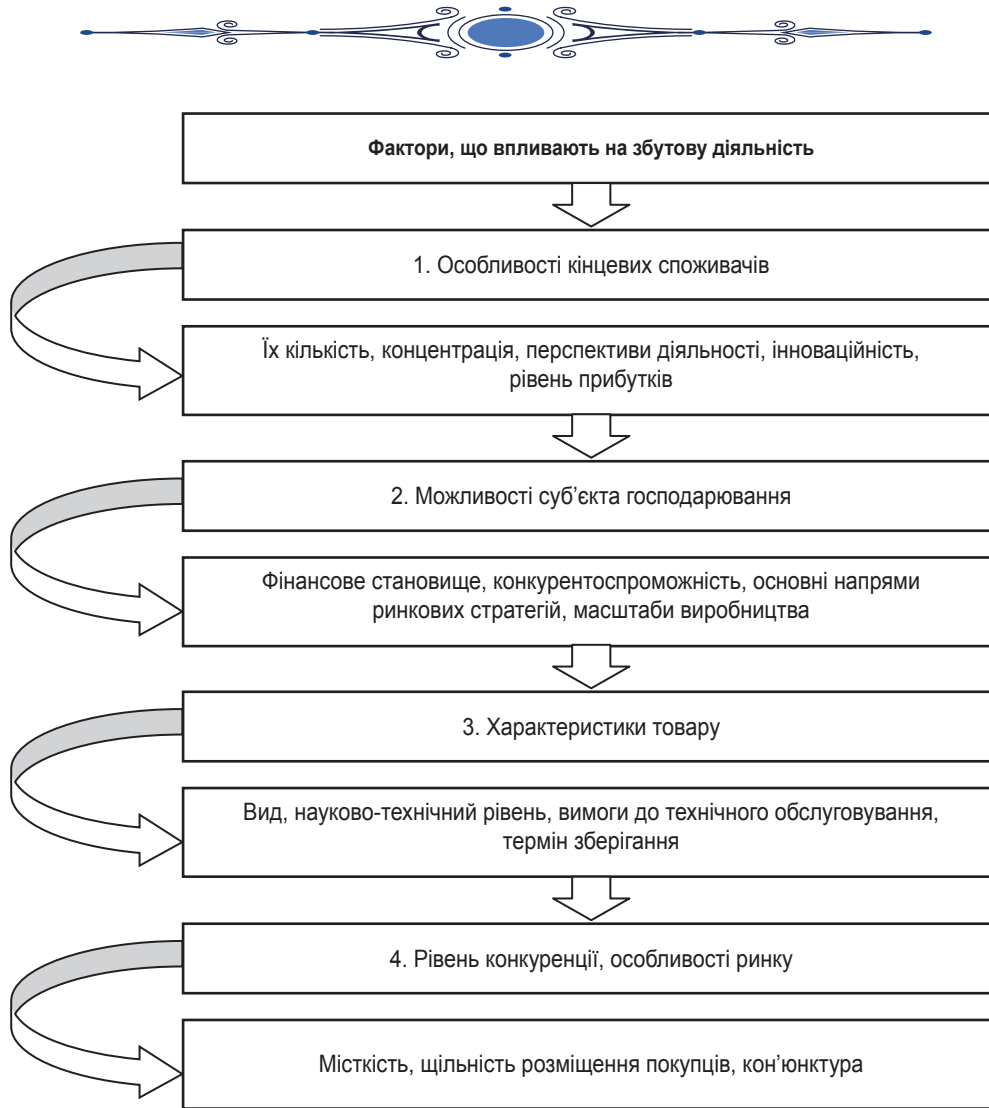 Фактори, що впливають на збутову діяльність
1. Особливості кінцевих споживачів
Їх кількість, концентрація, перспективи діяльності, інноваційність,
рівень прибутків
2. Можливості суб’єкта господарювання
Фінансове становище, конкурентоспроможність, основні напрями
ринкових стратегій, масштаби виробництва
3. Характеристики товару
Вид, науково-технічний рівень, вимоги до технічного обслуговування,
термін зберігання
4. Рівень конкуренції, особливості ринку
Місткість, щільність розміщення покупців, кон’юнктура